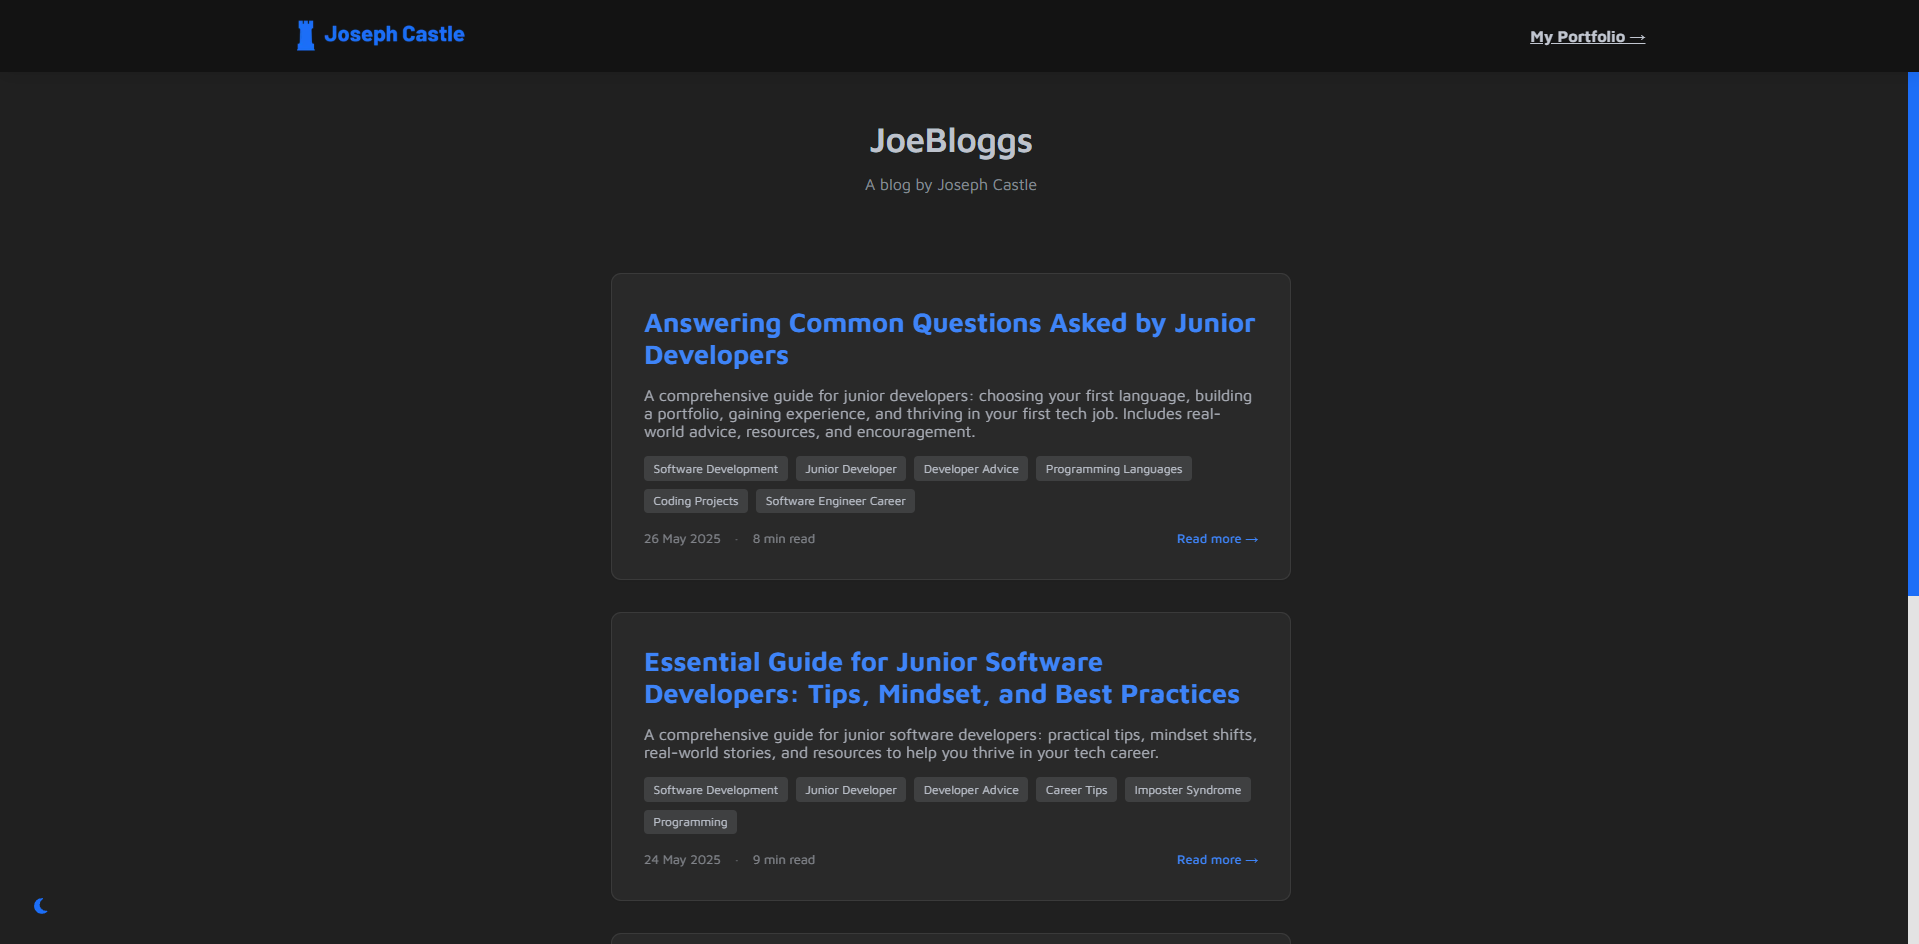 Joseph Castle
My Portfolio →
JoeBloggs
A blog by Joseph Castle
Answering Common Questions Asked by Junior
Developers
A comprehensive guide for junior developers: choosing your first language, building
a portfolio, gaining experience, and thriving in your first tech job. Includes real-
world advice, resources, and encouragement.
Software Development Junior Developer Developer Advice Programming Languages
Coding Projects Software Engineer Career
26 May 2025 · 8 min read Read more →
Essential Guide for Junior Software
Developers: Tips, Mindset, and Best Practices
A comprehensive guide for junior software developers: practical tips, mindset shifts,
real-world stories, and resources to help you thrive in your tech career.
Software Development Junior Developer Developer Advice Career Tips Imposter Syndrome
Programming
24 May 2025 · 9 min read Read more →